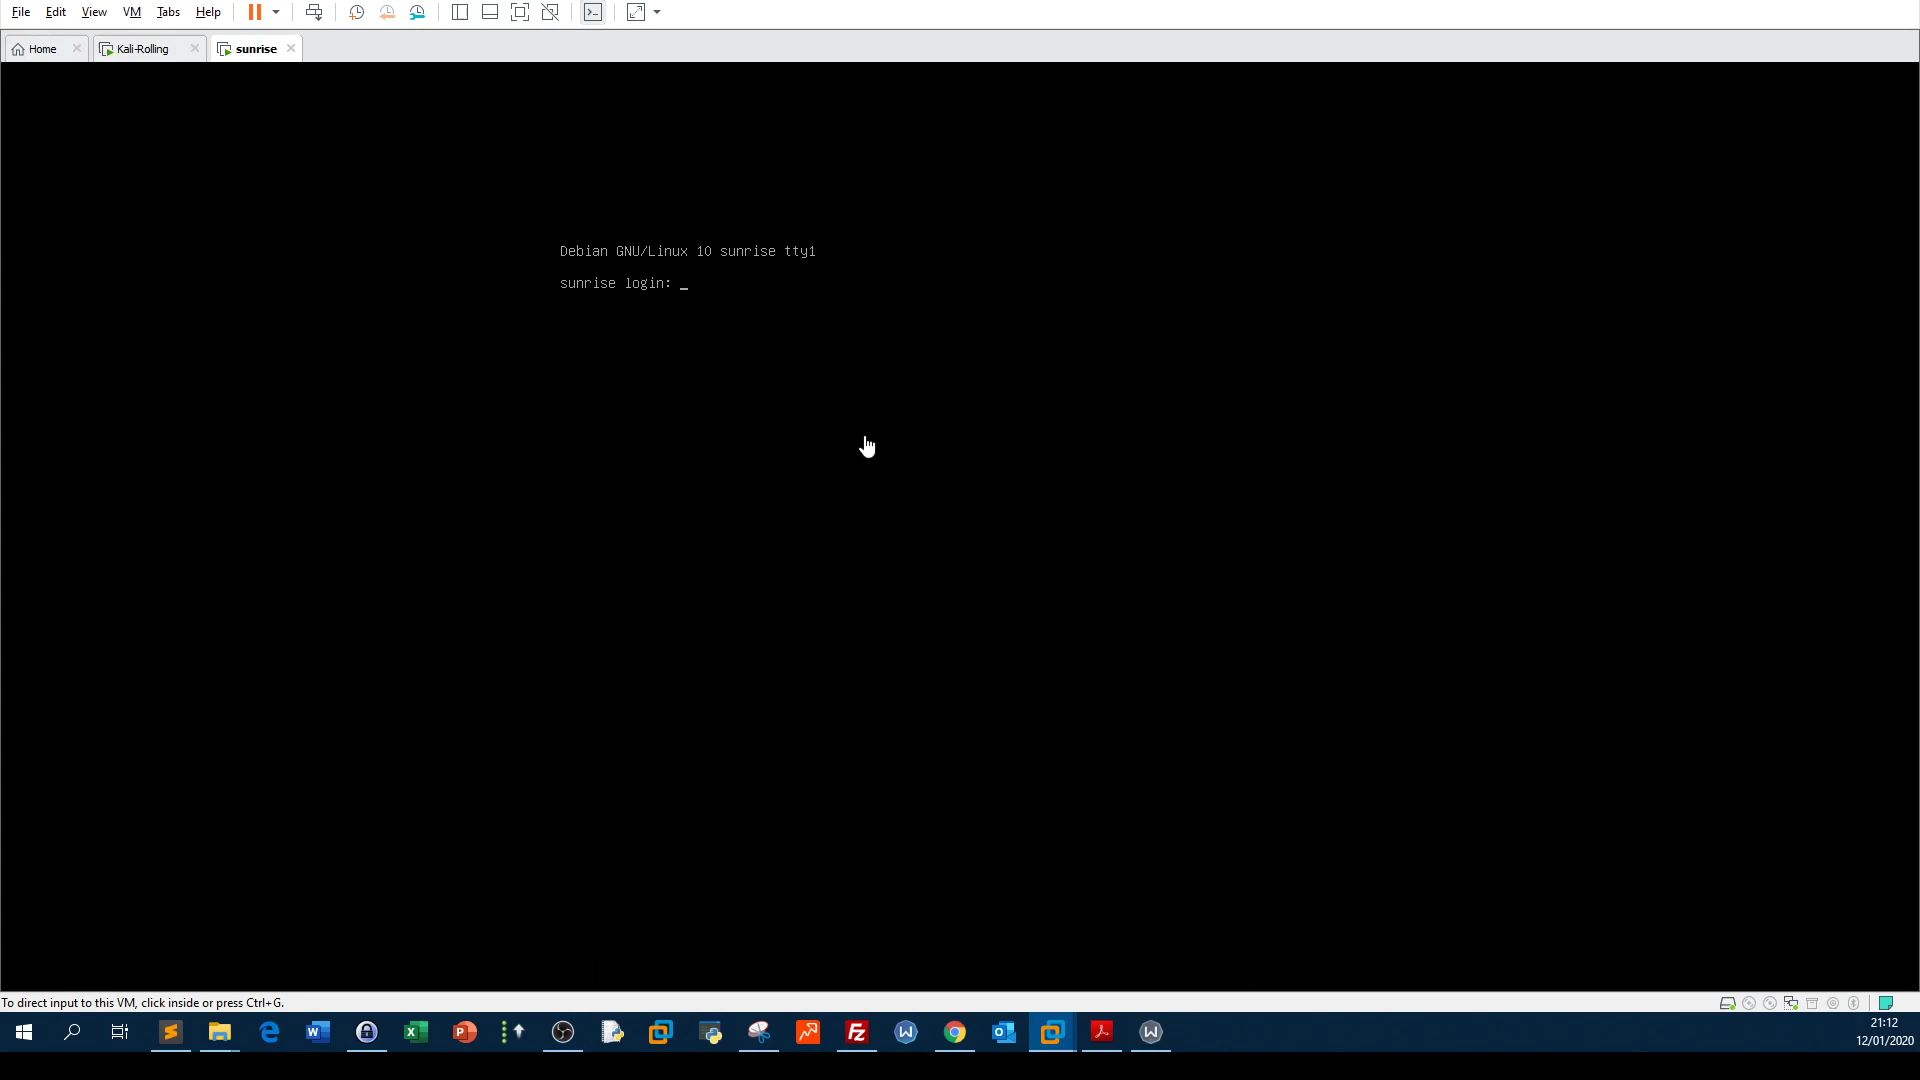 File Edit View VM Tabs Help
Home Kali-Rolling sunrise
Debian GNU/Linux 10 sunrise tty1
sunrise login: _
To direct input to this VM, click inside or press Ctrl+G.
21:12
12/01/2020